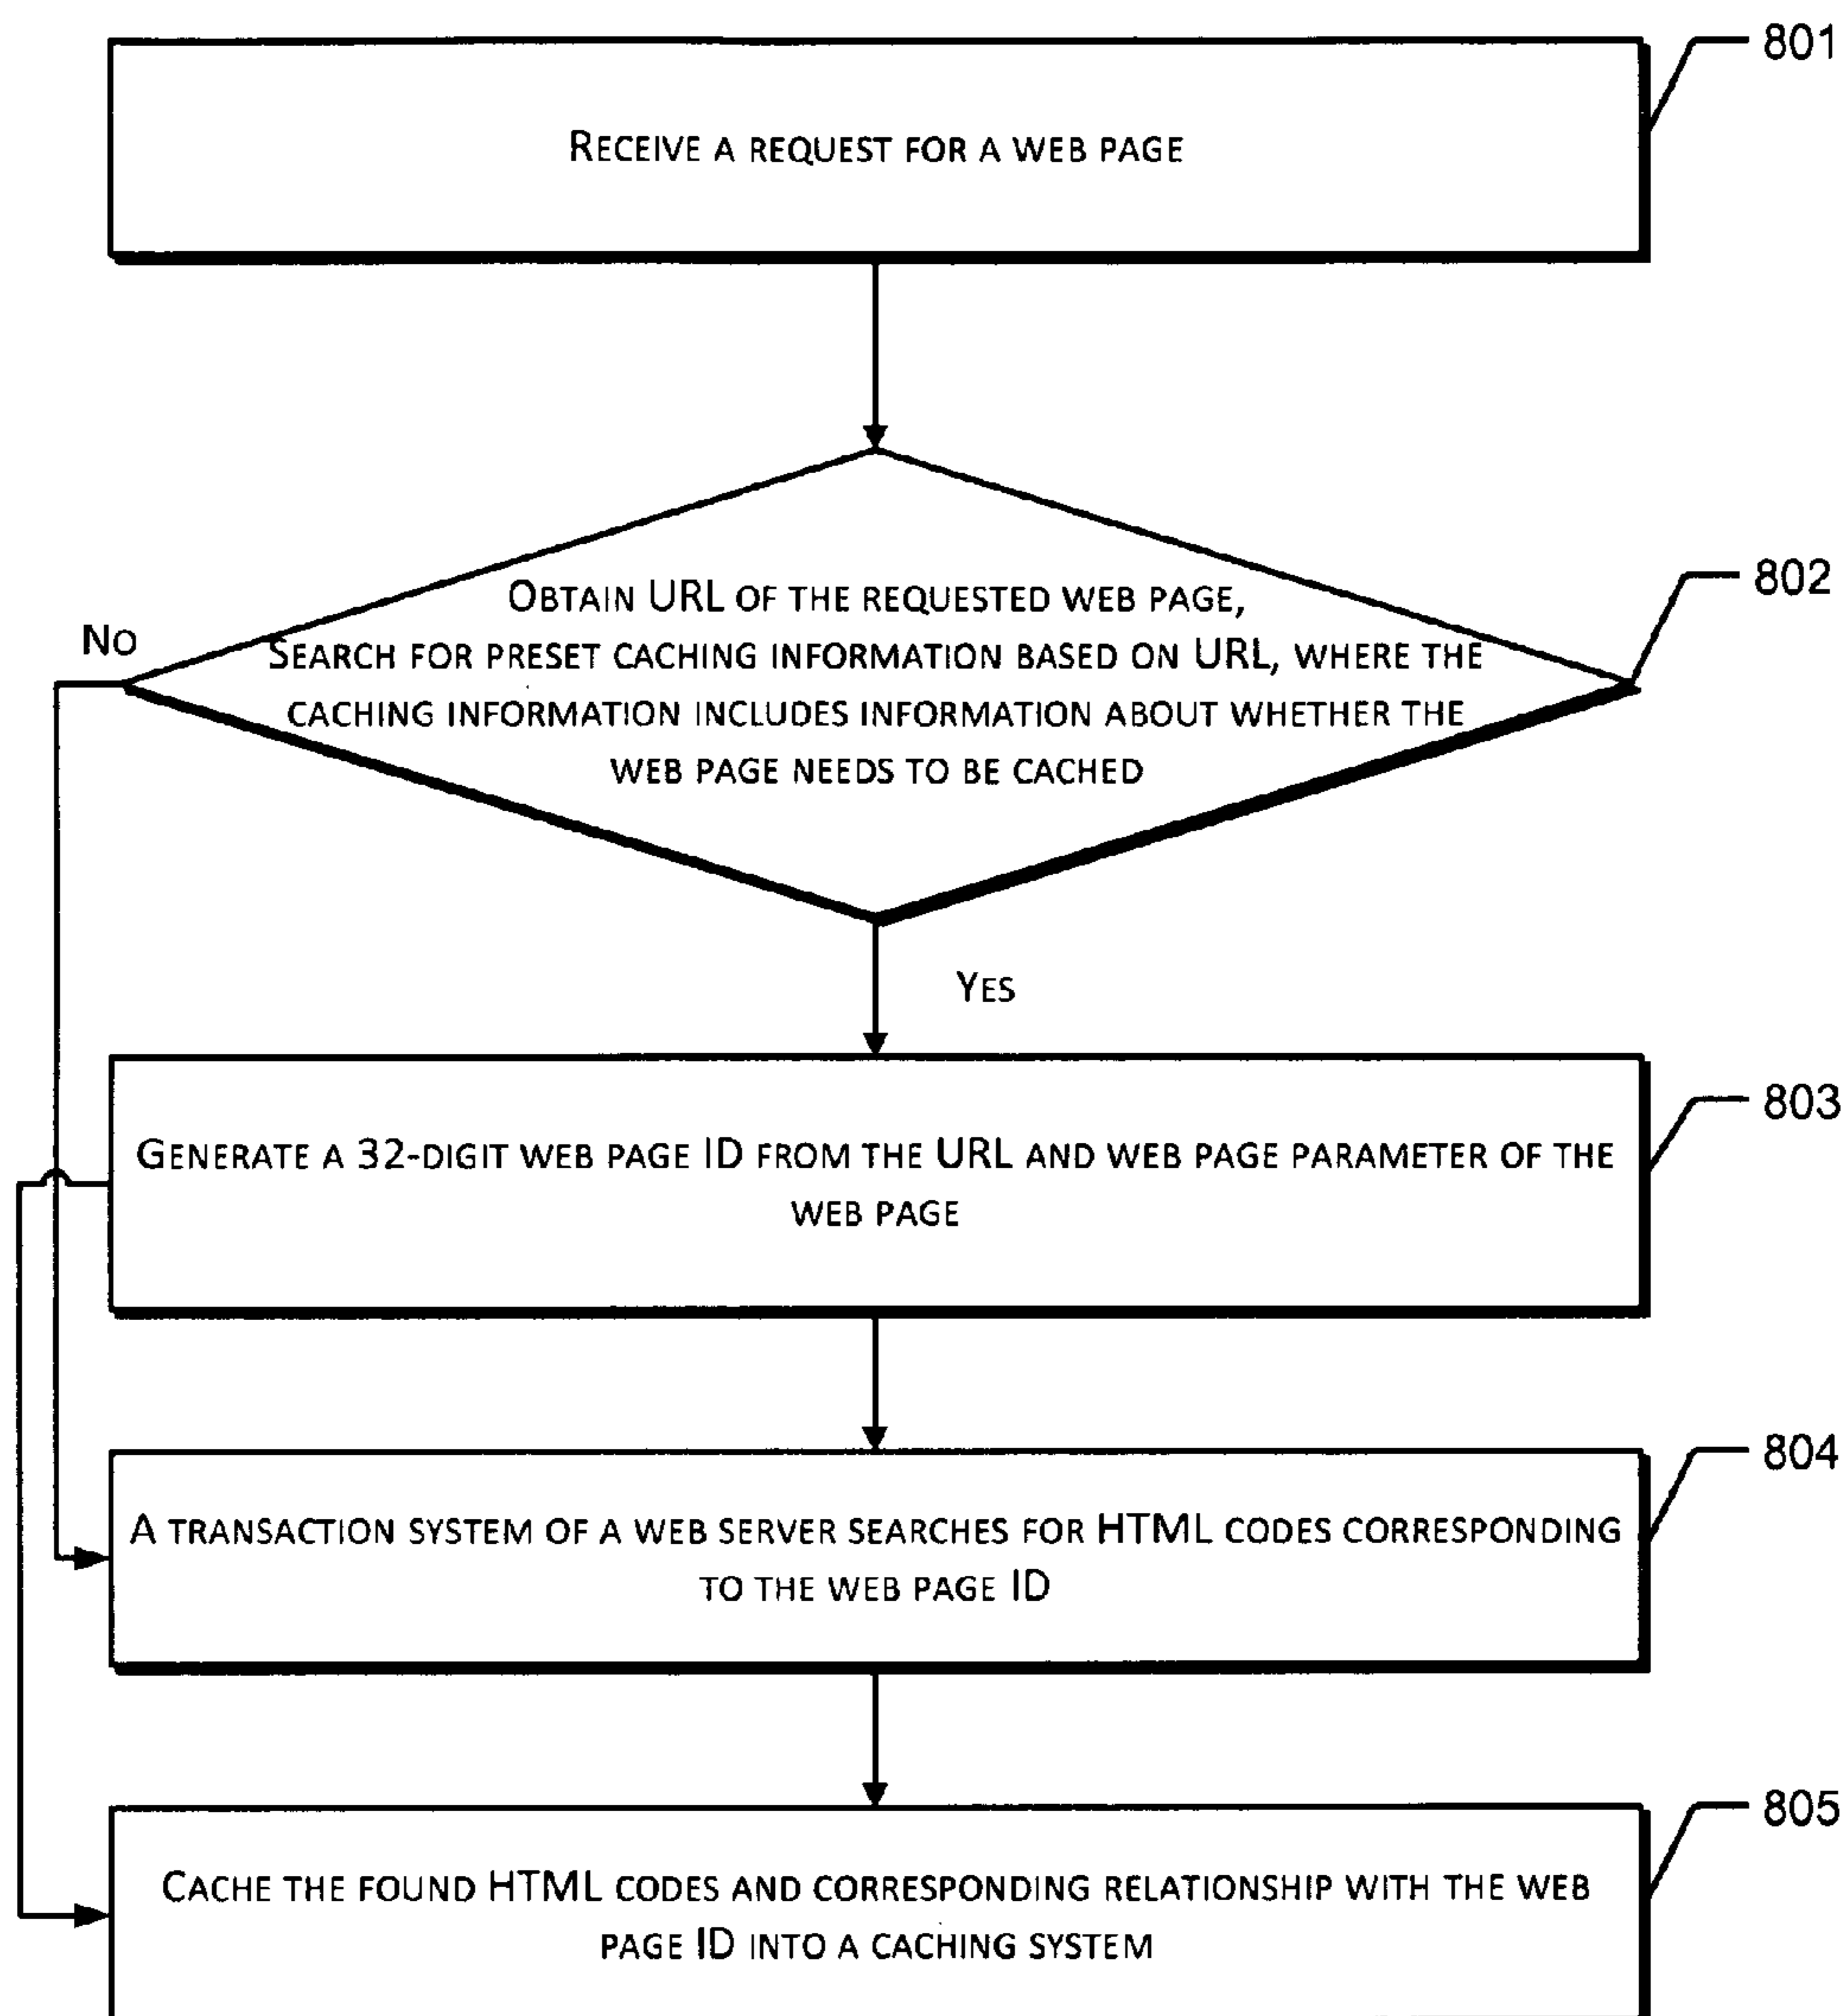 801
RECEIVE A REQUEST FOR A WEB PAGE
802
OBTAIN URL OF THE REQUESTED WEB PAGE,
SEARCH FOR PRESET CACHING INFORMATION BASED ON URL, WHERE THE
CACHING INFORMATION INCLUDES INFORMATION ABOUT WHETHER THE
WEB PAGE NEEDS TO BE CACHED
NO
YES
803
GENERATE A 32-DIGIT WEB PAGE ID FROM THE URL AND WEB PAGE PARAMETER OF THE
WEB PAGE
804
A TRANSACTION SYSTEM OF A WEB SERVER SEARCHES FOR HTML CODES CORRESPONDING
TO THE WEB PAGE ID
805
CACHE THE FOUND HTML CODES AND CORRESPONDING RELATIONSHIP WITH THE WEB
PAGE ID INTO A CACHING SYSTEM